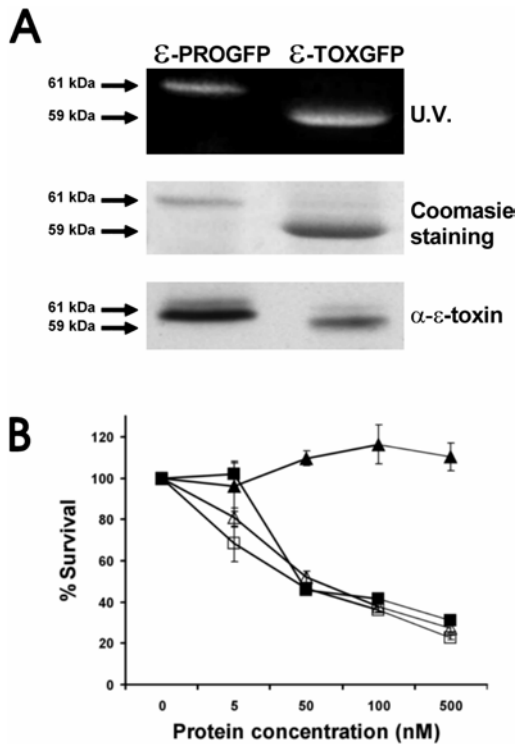 A
ε-PROGFP ε-TOXGFP
61 kDa
59 kDa
U.V.
61 kDa
59 kDa
Coomasie
staining
61 kDa
59 kDa
α-ε-toxin
B
% Survival
120
100
80
60
40
20
0
0 5 50 100 500
Protein concentration (nM)